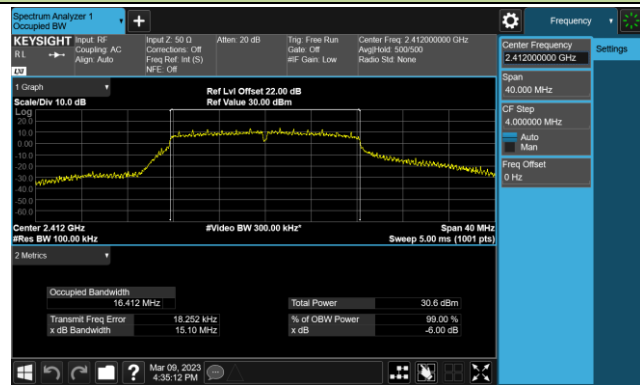 Spectrum Analyzer 1
Occupied BW
Frequency
KEYSIGHT
RL
Input: RF
Coupling: AC
Align: Auto
Input Z: 50 Ω
Corrections: Off
Freq Ref: Int (S)
NFE: Off
Atten: 20 dB
Trig: Free Run
Gate: Off
#IF Gain: Low
Center Freq: 2.412000000 GHz
Avg|Hold: 500/500
Radio Std: None
LXI
Center Frequency
2.412000000 GHz
Settings
Span
40.000 MHz
CF Step
4.000000 MHz
Auto
Man
Freq Offset
0 Hz
1 Graph
Scale/Div 10.0 dB
Ref Lvl Offset 22.00 dB
Ref Value 30.00 dBm
Log
20.0
10.0
0.00
-10.0
-20.0
-30.0
-40.0
-50.0
-60.0
Center 2.412 GHz
#Video BW 300.00 kHz*
Span 40 MHz
#Res BW 100.00 kHz
Sweep 5.00 ms (1001 pts)
2 Metrics
Occupied Bandwidth
16.412 MHz
Total Power 30.6 dBm
Transmit Freq Error 18.252 kHz
% of OBW Power 99.00 %
x dB Bandwidth 15.10 MHz
x dB -6.00 dB
?
Mar 09, 2023
4:35:12 PM